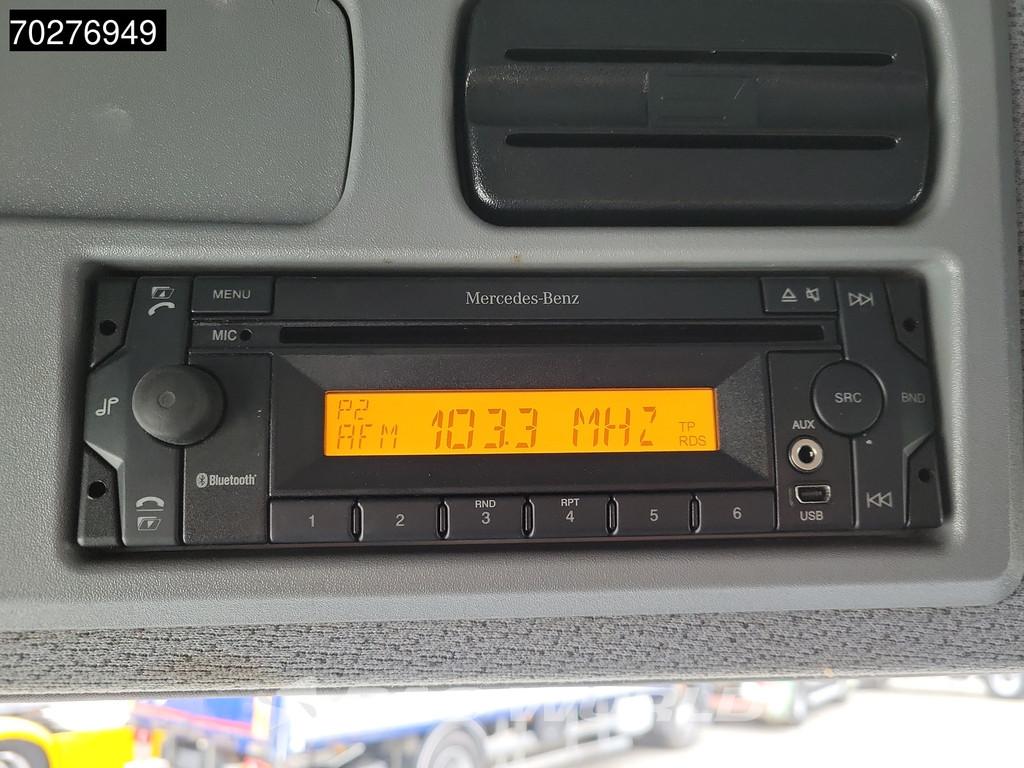 70276949
MENU
Mercedes-Benz
MIC
SRC
BND
P2
AFM 103.3 MHZ
TP
RDS
AUX
Bluetooth
USB
1
2
RND
3
RPT
4
5
6
WORLD